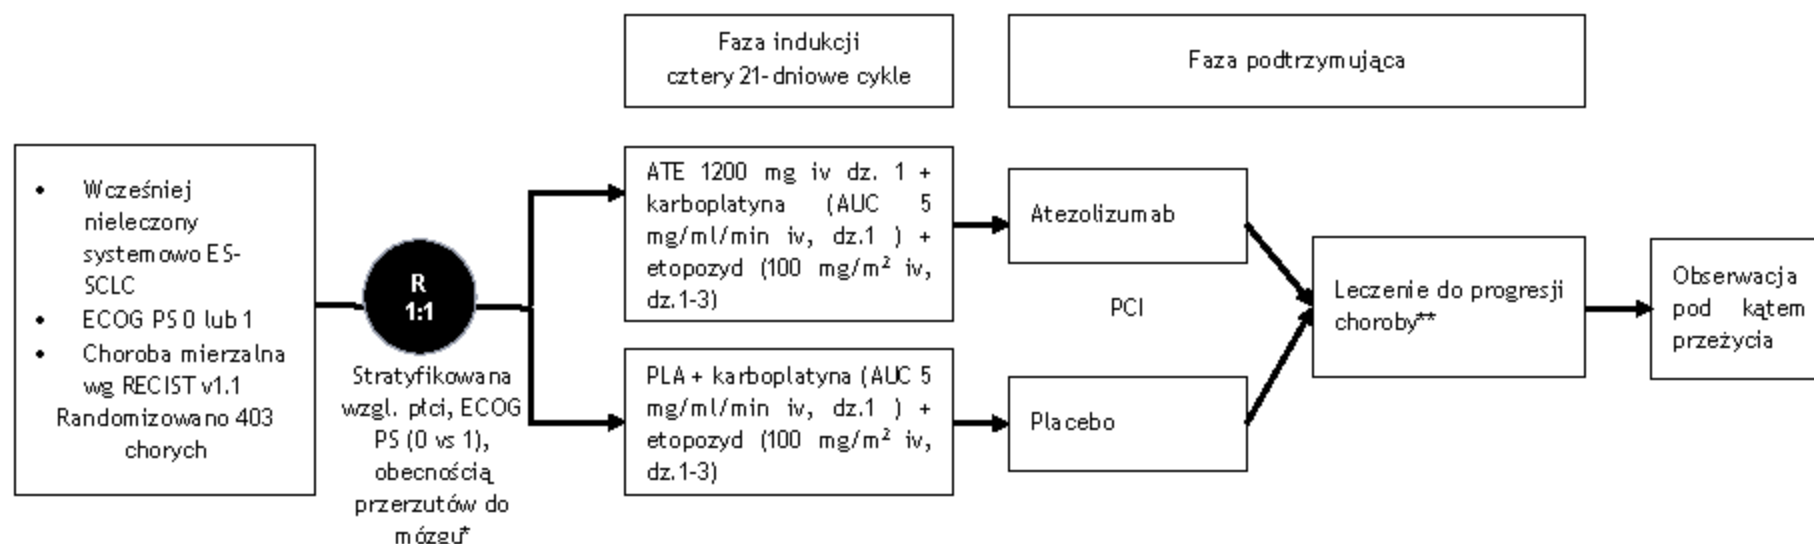 Faza indukcji
cztery 21-dniowe cykle
Faza podtrzymująca
• Wcześniej
nieleczony
systemowo ES-
SCLC
• ECOG PS 0 lub 1
• Choroba mierzalna
wg RECIST v1.1
Randomizowano 403
chorych
R
1:1
Stratyfikowana
wzgl. płci, ECOG
PS (0 vs 1),
obecnością
przerzutów do
mózgu*
ATE 1200 mg iv dz. 1 +
karboplatyna (AUC 5
mg/ml/min iv, dz.1 ) +
etopozyd (100 mg/m² iv,
dz.1-3)
PLA + karboplatyna (AUC 5
mg/ml/min iv, dz.1 ) +
etopozyd (100 mg/m² iv,
dz.1-3)
Atezolizumab
PCI
Placebo
Leczenie do progresji
choroby**
Obserwacja
pod kątem
przeżycia